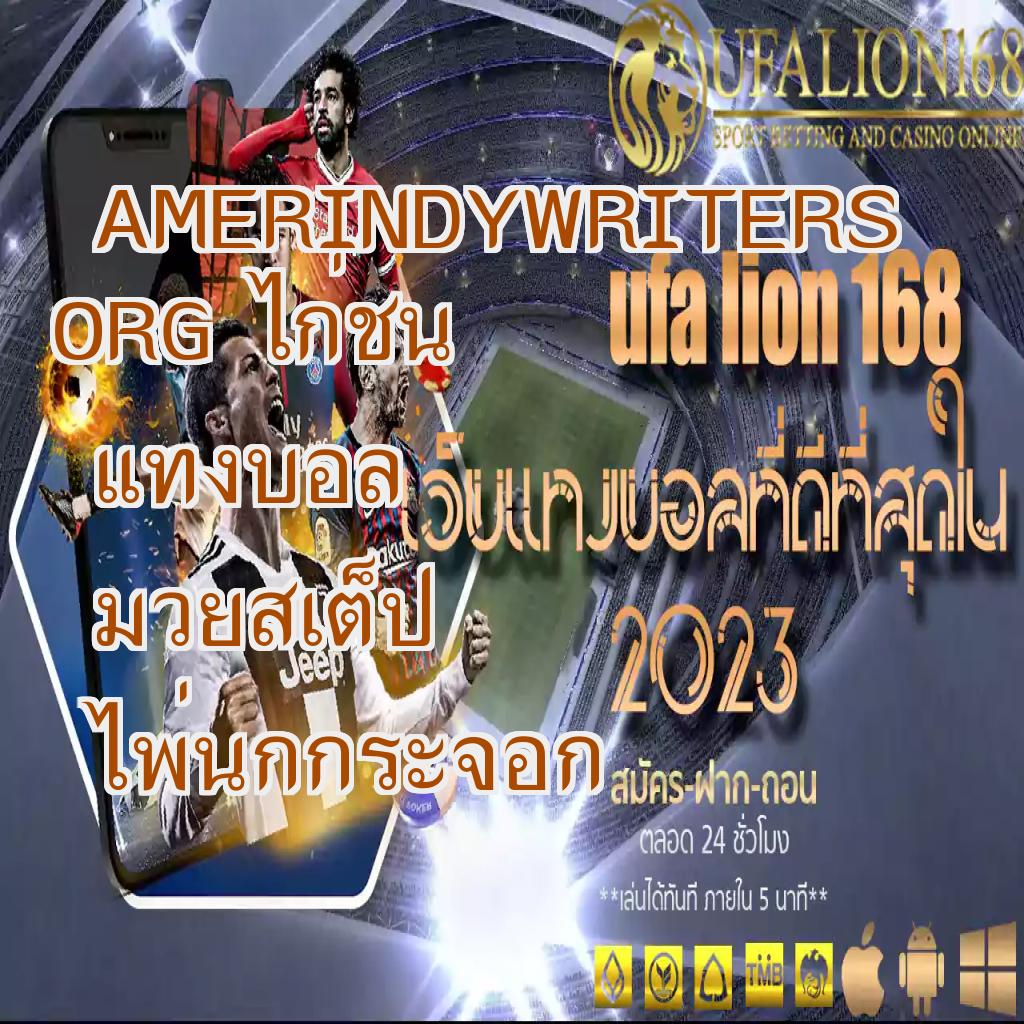 UFALION168
SPORT BETTING AND CASINO ONLINE
AMERINDYWRITERS
ORG ไก่ชน
แทงบอล
มวยสเต็ป
ไพ่นกกระจอก
ufa lion 168
เว็บแทงบอลที่ดีที่สุดใน
2023
สมัคร-ฝาก-ถอน
ตลอด 24 ชั่วโมง
**เล่นได้ทันที ภายใน 5 นาที**
TMB
Jeep